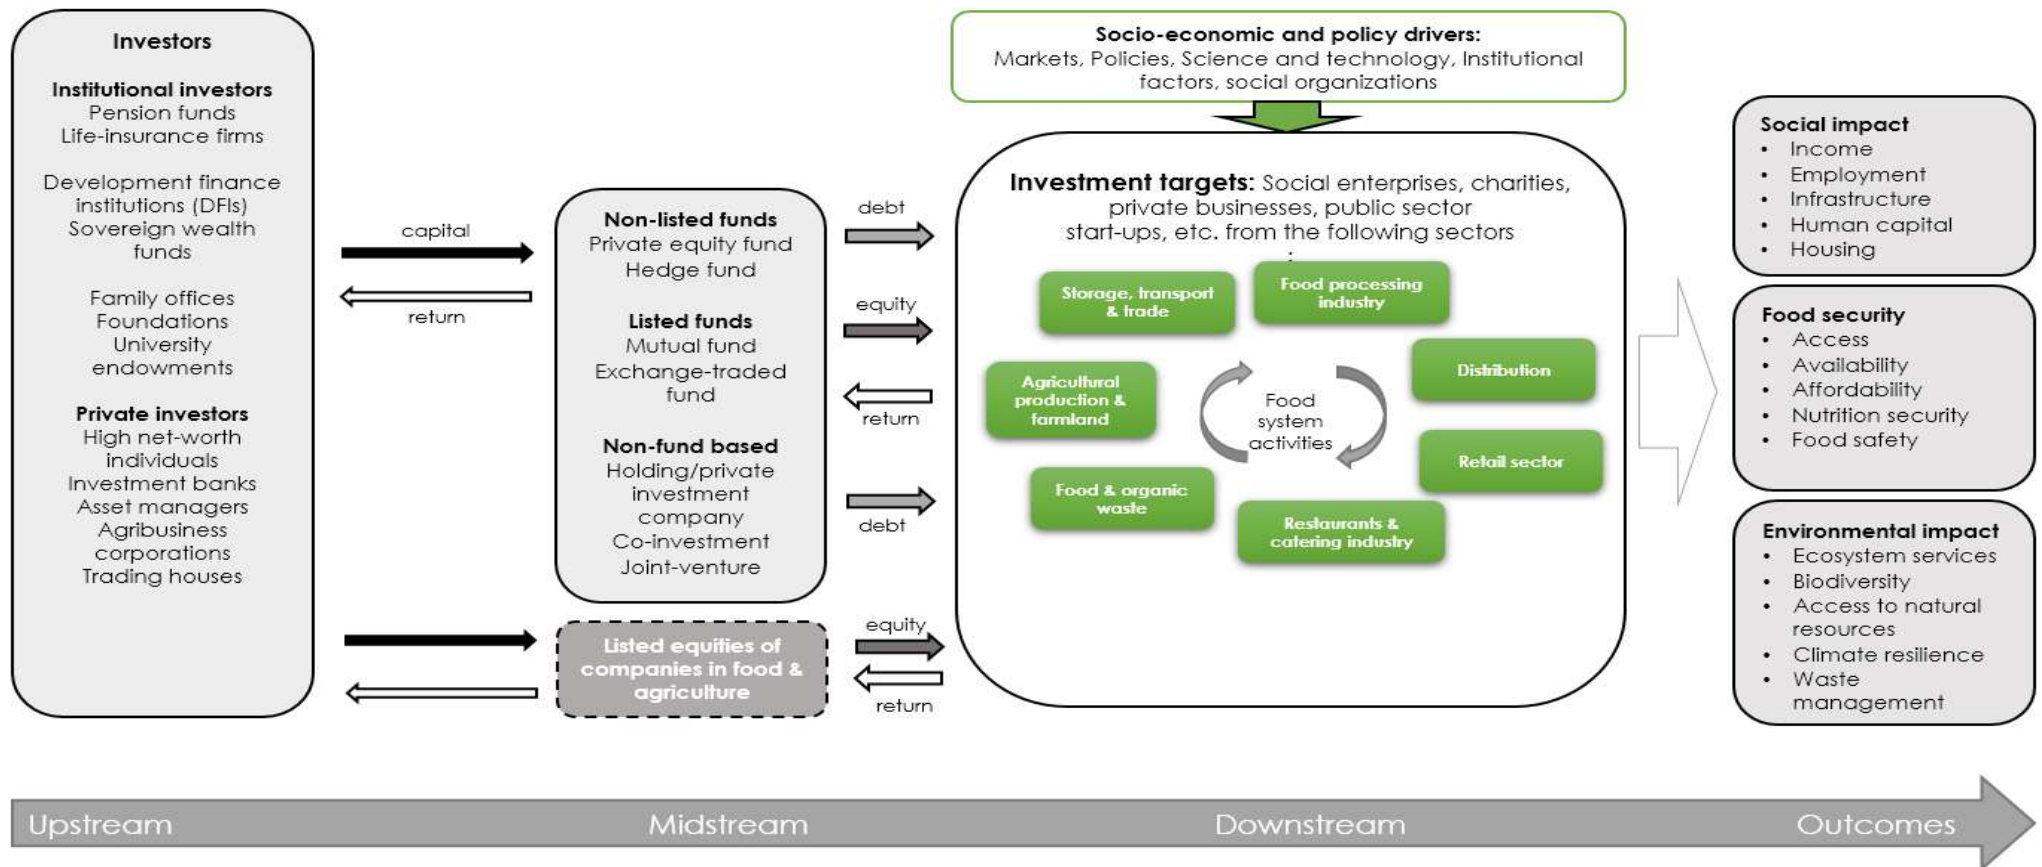 Investors
Institutional investors
Pension funds
Life-insurance firms
Development finance
institutions (DFIs)
Sovereign wealth
funds
Family offices
Foundations
University
endowments
Private investors
High net-worth
individuals
Investment banks
Asset managers
Agribusiness
corporations
Trading houses
capital
return
Non-listed funds
Private equity fund
Hedge fund
Listed funds
Mutual fund
Exchange-traded
fund
Non-fund based
Holding/private
investment
company
Co-investment
Joint-venture
Listed equities of
companies in food &
agriculture
debt
equity
return
debt
equity
return
Socio-economic and policy drivers:
Markets, Policies, Science and technology, Institutional
factors, social organizations
Investment targets: Social enterprises, charities,
private businesses, public sector
start-ups, etc. from the following sectors
:
Storage, transport
& trade
Food processing
industry
Distribution
Agricultural
production &
farmland
Food
system
activities
Retail sector
Food & organic
waste
Restaurants &
catering industry
Social impact
• Income
• Employment
• Infrastructure
• Human capital
• Housing
Food security
• Access
• Availability
• Affordability
• Nutrition security
• Food safety
Environmental impact
• Ecosystem services
• Biodiversity
• Access to natural
resources
• Climate resilience
• Waste
management
Upstream
Midstream
Downstream
Outcomes